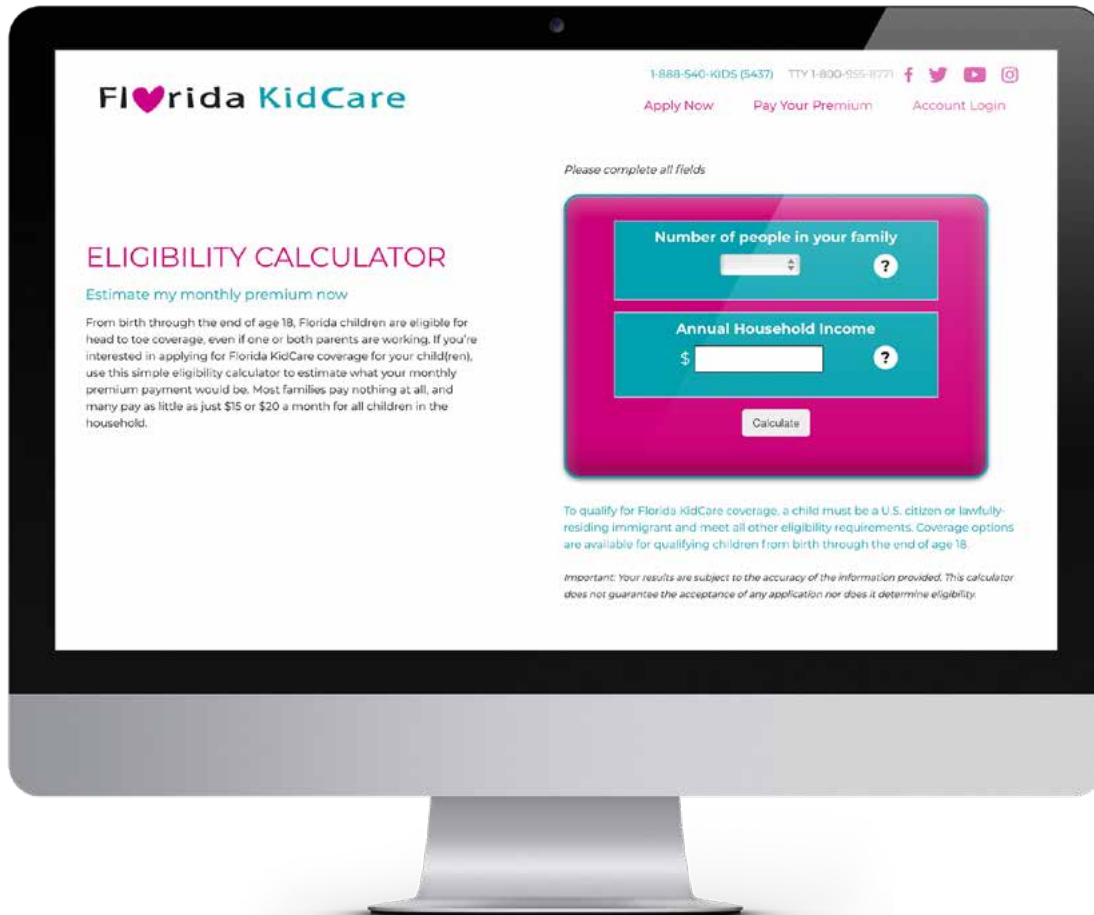 Fl rida KidCare
1-888-540-KIDS (5437) TTY 1-800-955-8771
Apply Now Pay Your Premium Account Login
ELIGIBILITY CALCULATOR
Estimate my monthly premium now
From birth through the end of age 18, Florida children are eligible for
head to toe coverage, even if one or both parents are working. If you're
interested in applying for Florida KidCare coverage for your child(ren),
use this simple eligibility calculator to estimate what your monthly
premium payment would be. Most families pay nothing at all, and
many pay as little as just $15 or $20 a month for all children in the
household.
Please complete all fields
Number of people in your family
?
Annual Household Income
$ ?
Calculate
To qualify for Florida KidCare coverage, a child must be a U.S. citizen or lawfully-
residing immigrant and meet all other eligibility requirements. Coverage options
are available for qualifying children from birth through the end of age 18.
Important: Your results are subject to the accuracy of the information provided. This calculator
does not guarantee the acceptance of any application nor does it determine eligibility.